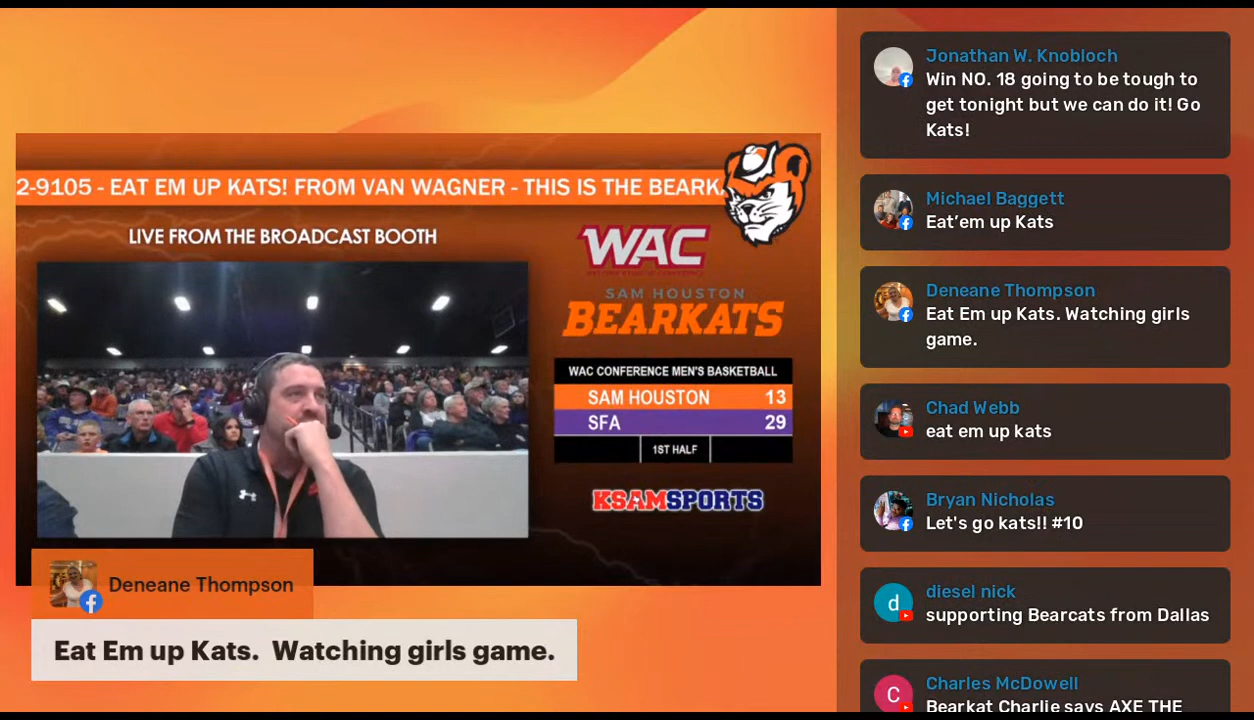 2-9105 - EAT EM UP KATS! FROM VAN WAGNER - THIS IS THE BEARK
LIVE FROM THE BROADCAST BOOTH
WAC
SAM HOUSTON
BEARKATS
WAC CONFERENCE MEN'S BASKETBALL
SAM HOUSTON 13
SFA 29
1ST HALF
KSAMSPORTS
Deneane Thompson
Eat Em up Kats. Watching girls game.
Jonathan W. Knobloch
Win NO. 18 going to be tough to
get tonight but we can do it! Go
Kats!
Michael Baggett
Eat’em up Kats
Deneane Thompson
Eat Em up Kats. Watching girls
game.
Chad Webb
eat em up kats
Bryan Nicholas
Let's go kats!! #10
d
diesel nick
supporting Bearcats from Dallas
C
Charles McDowell
Bearkat Charlie says AXE THE